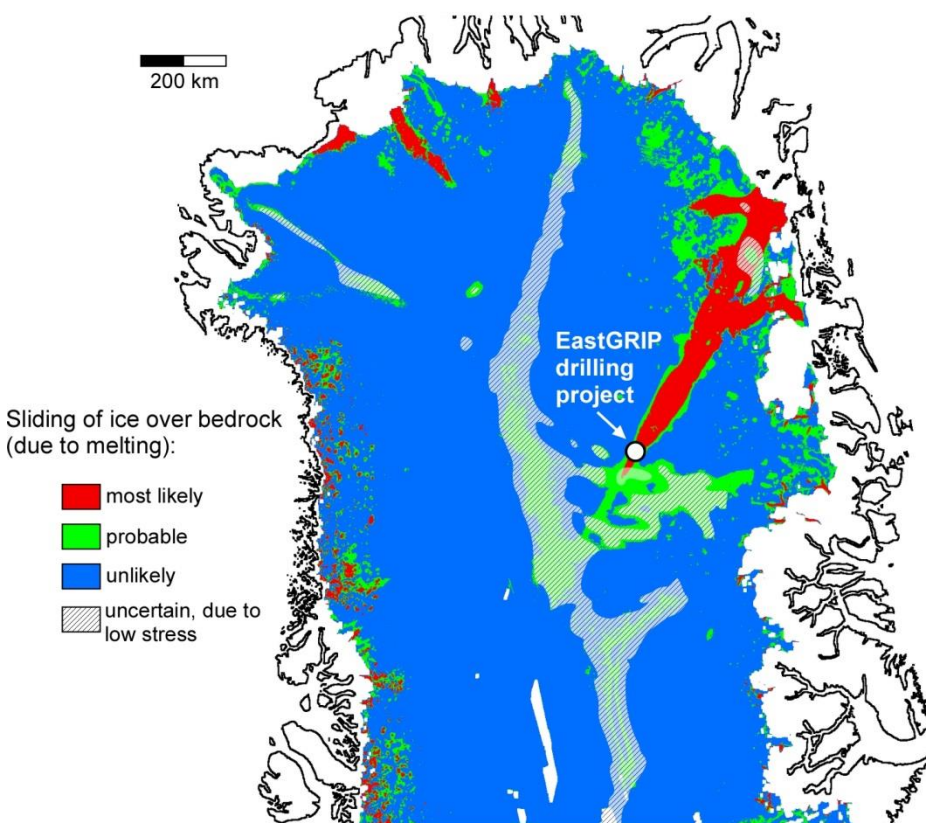 200 km
EastGRIP
drilling
project
Sliding of ice over bedrock
(due to melting):
most likely
probable
unlikely
uncertain, due to
low stress